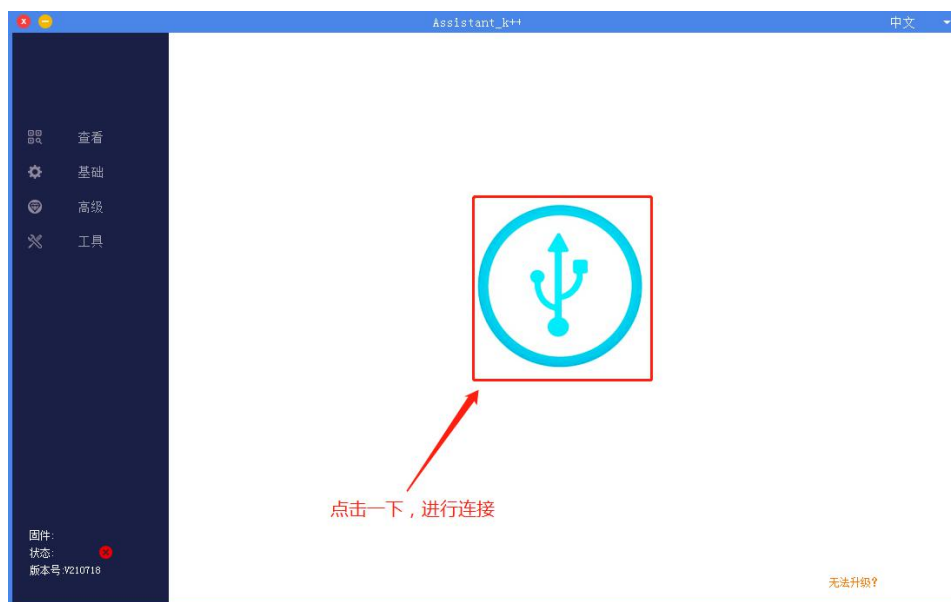 Assistant_k++
中文
查看
基础
高级
工具
点击一下，进行连接
固件:
状态:
版本号:V210718
无法升级?